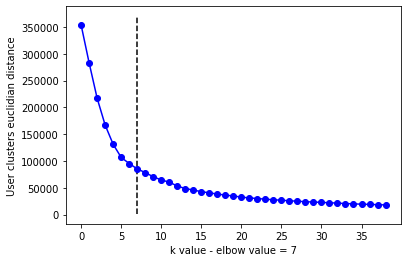 350000
300000
250000
200000
150000
100000
50000
0
User clusters euclidian distance
0 5 10 15 20 25 30 35
k value - elbow value = 7